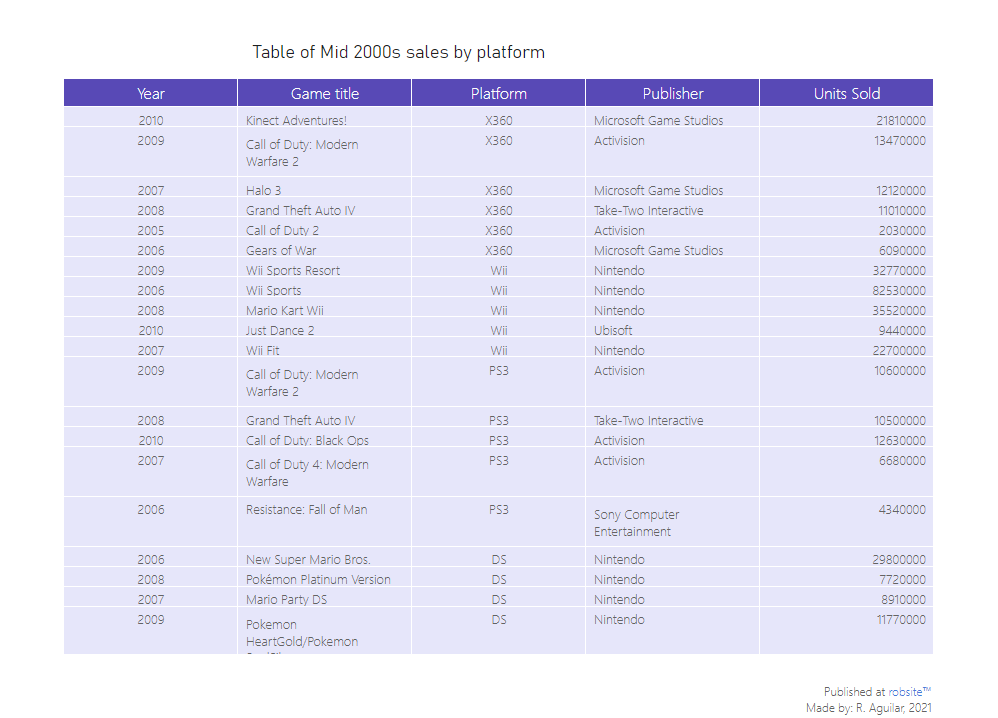 Table of Mid 2000s sales by platform
Year Game title Platform Publisher Units Sold
2010 Kinect Adventures! X360 Microsoft Game Studios 21810000
2009 Call of Duty: Modern X360 Activision 13470000
Warfare 2
2007 Halo 3 X360 Microsoft Game Studios 12120000
2008 Grand Theft Auto IV X360 Take-Two Interactive 11010000
2005 Call of Duty 2 X360 Activision 2030000
2006 Gears of War X360 Microsoft Game Studios 6090000
2009 Wii Sports Resort Wii Nintendo 32770000
2006 Wii Sports Wii Nintendo 82530000
2008 Mario Kart Wii Wii Nintendo 35520000
2010 Just Dance 2 Wii Ubisoft 9440000
2007 Wii Fit Wii Nintendo 22700000
2009 Call of Duty: Modern PS3 Activision 10600000
Warfare 2
2008 Grand Theft Auto IV PS3 Take-Two Interactive 10500000
2010 Call of Duty: Black Ops PS3 Activision 12630000
2007 Call of Duty 4: Modern PS3 Activision 6680000
Warfare
2006 Resistance: Fall of Man PS3 Sony Computer 4340000
Entertainment
2006 New Super Mario Bros. DS Nintendo 29800000
2008 Pokémon Platinum Version DS Nintendo 7720000
2007 Mario Party DS DS Nintendo 8910000
2009 Pokemon DS Nintendo 11770000
HeartGold/Pokemon
Published at robsite™
Made by: R. Aguilar, 2021